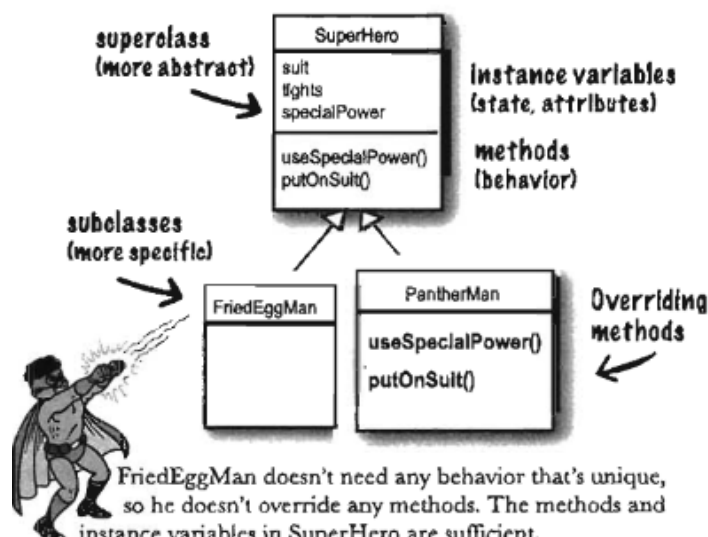 superclass
(more abstract)
SuperHero
suit
tights
specialPower
useSpecialPower()
putOnSuit()
instance variables
(state, attributes)
methods
(behavior)
subclasses
(more specific)
FriedEggMan
PantherMan
useSpecialPower()
putOnSuit()
Overriding
methods
FriedEggMan doesn't need any behavior that's unique,
so he doesn't override any methods. The methods and
instance variables in SuperHero are sufficient.